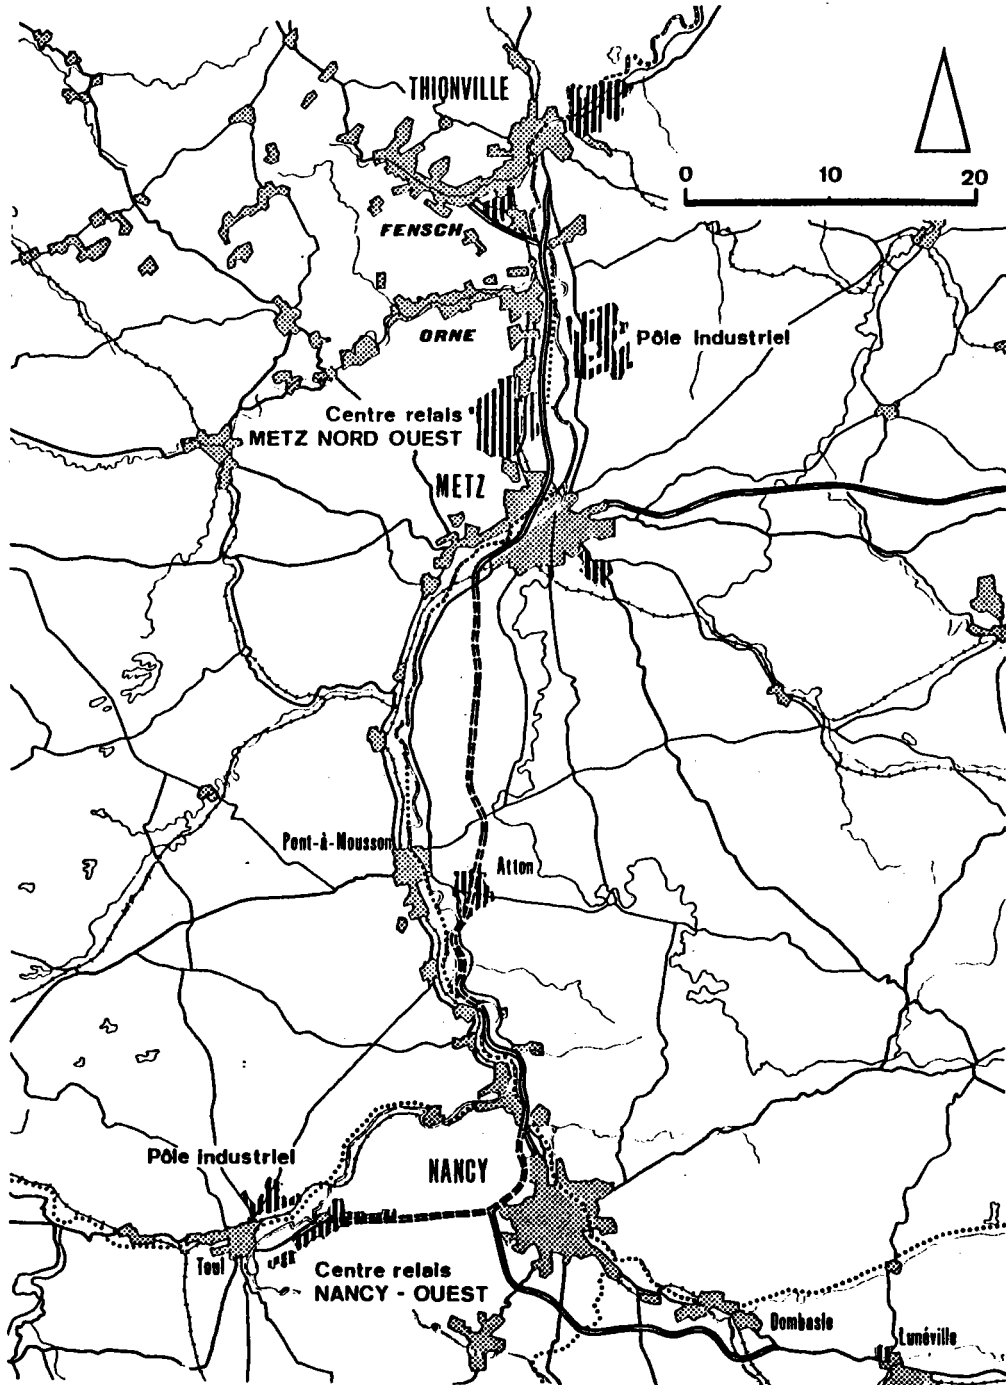 THIONVILLE
0 10 20
FENSCH
ORNE
Pôle Industriel
Centre relais
METZ NORD OUEST
METZ
Pont-à-Mousson
Atton
Pôle industriel
NANCY
Toul
Centre relais
NANCY - OUEST
Dombasle
Lunéville